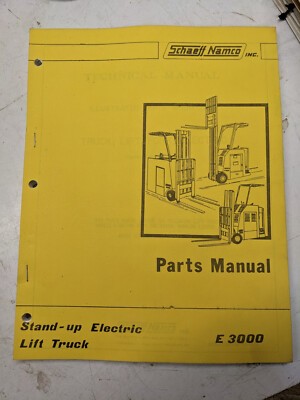 Schaeff Namco INC.
Parts Manual
Stand-up Electric
Lift Truck E 3000